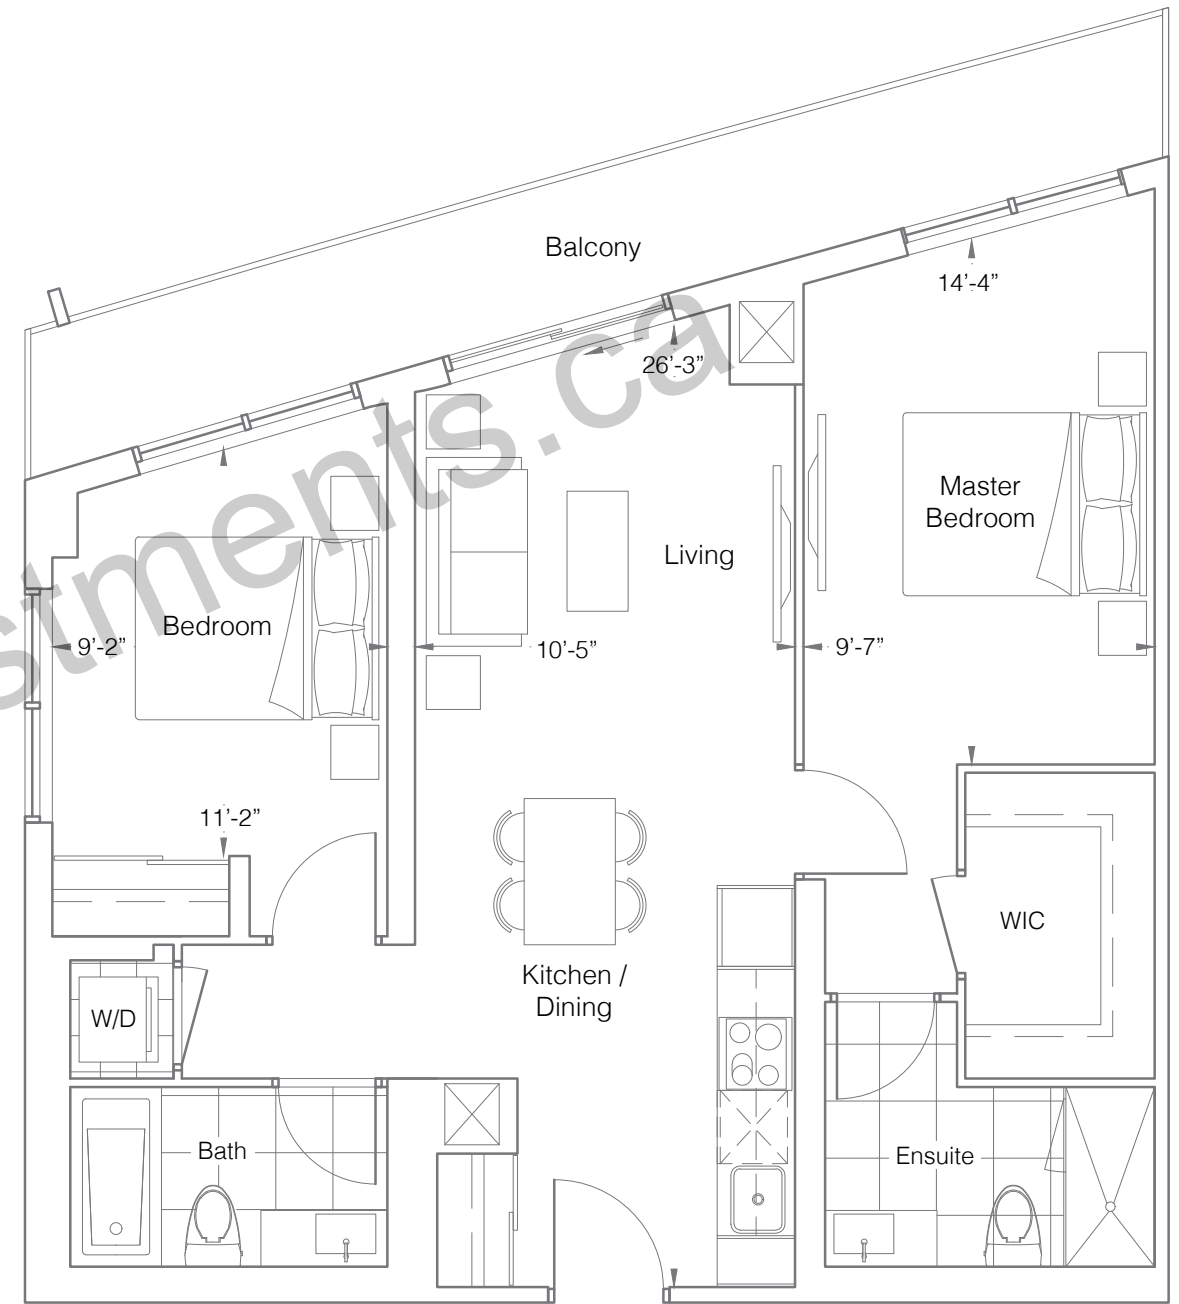 Balcony
14’-4”
26’-3”
Master
Bedroom
Living
Bedroom
9’-2”
10’-5”
9’-7”
11’-2”
WIC
Kitchen /
Dining
W/D
Bath
Ensuite
stments.ca